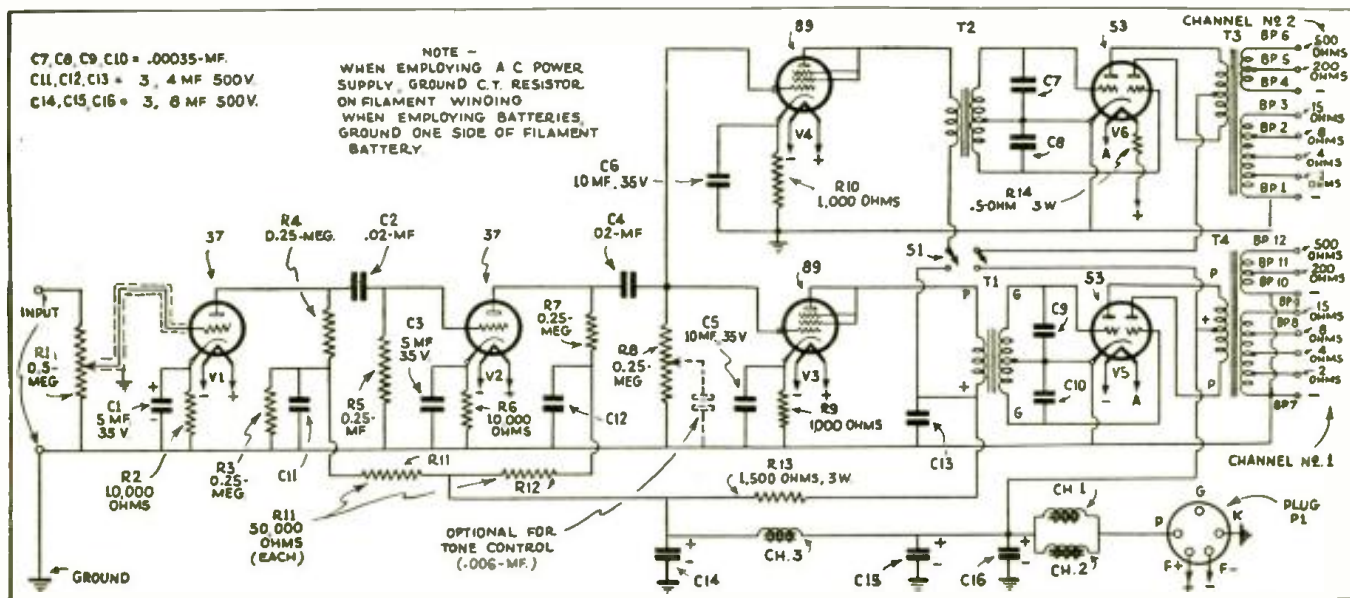 C7, C8, C9, C10 = .00035-MF.
C11, C12, C13 = 3, 4 MF 500V.
C14, C15, C16 = 3, 8 MF 500V.
NOTE -
WHEN EMPLOYING A C POWER
SUPPLY, GROUND C.T. RESISTOR
ON FILAMENT WINDING
WHEN EMPLOYING BATTERIES,
GROUND ONE SIDE OF FILAMENT
BATTERY.
89
V4
-
+
C6
10 MF. 35V
R10
1,000 OHMS
T2
C7
C8
53
V6
A
R14
.5-OHM 3 W
+
CHANNEL Nº 2
T3
BP 6
500
OHMS
BP 5
200
OHMS
BP 4
-
BP 3
15
OHMS
BP 2
8
OHMS
4
OHMS
BP 1
-
INPUT
R1
0.5-
MEG
37
V1
-
+
C1
5 MF
35 V
+
-
R2
10,000
OHMS
R4
0.25-MEG.
R3
0.25-
MEG
C11
C2
.02-MF
R5
0.25-
MF
C3
5 MF
35 V
37
V2
-
+
R6
10,000
OHMS
R7
0.25-
MEG
C12
C4
.02-MF
R8
0.25-
MEG
C5
10 MF. 35V
89
V3
-
+
R9
1,000 OHMS
S1
T1
P
+
G
G
C9
C10
C13
53
V5
-
A
T4
P
+
P
BP 12
500
OHMS
BP 11
200
OHMS
BP 10
-
BP 9
15
OHMS
BP 8
8
OHMS
4
OHMS
2
OHMS
BP7
-
CHANNEL Nº. 1
R11
R12
R11
50,000
OHMS
(EACH)
OPTIONAL FOR
TONE CONTROL
(.006-MF.)
R13
1,500 OHMS, 3W
CH.3
+
-
C14
+
-
C15
+
-
C16
CH 1
CH.2
G
P
K
F+
F-
+
-
PLUG
P1
GROUND